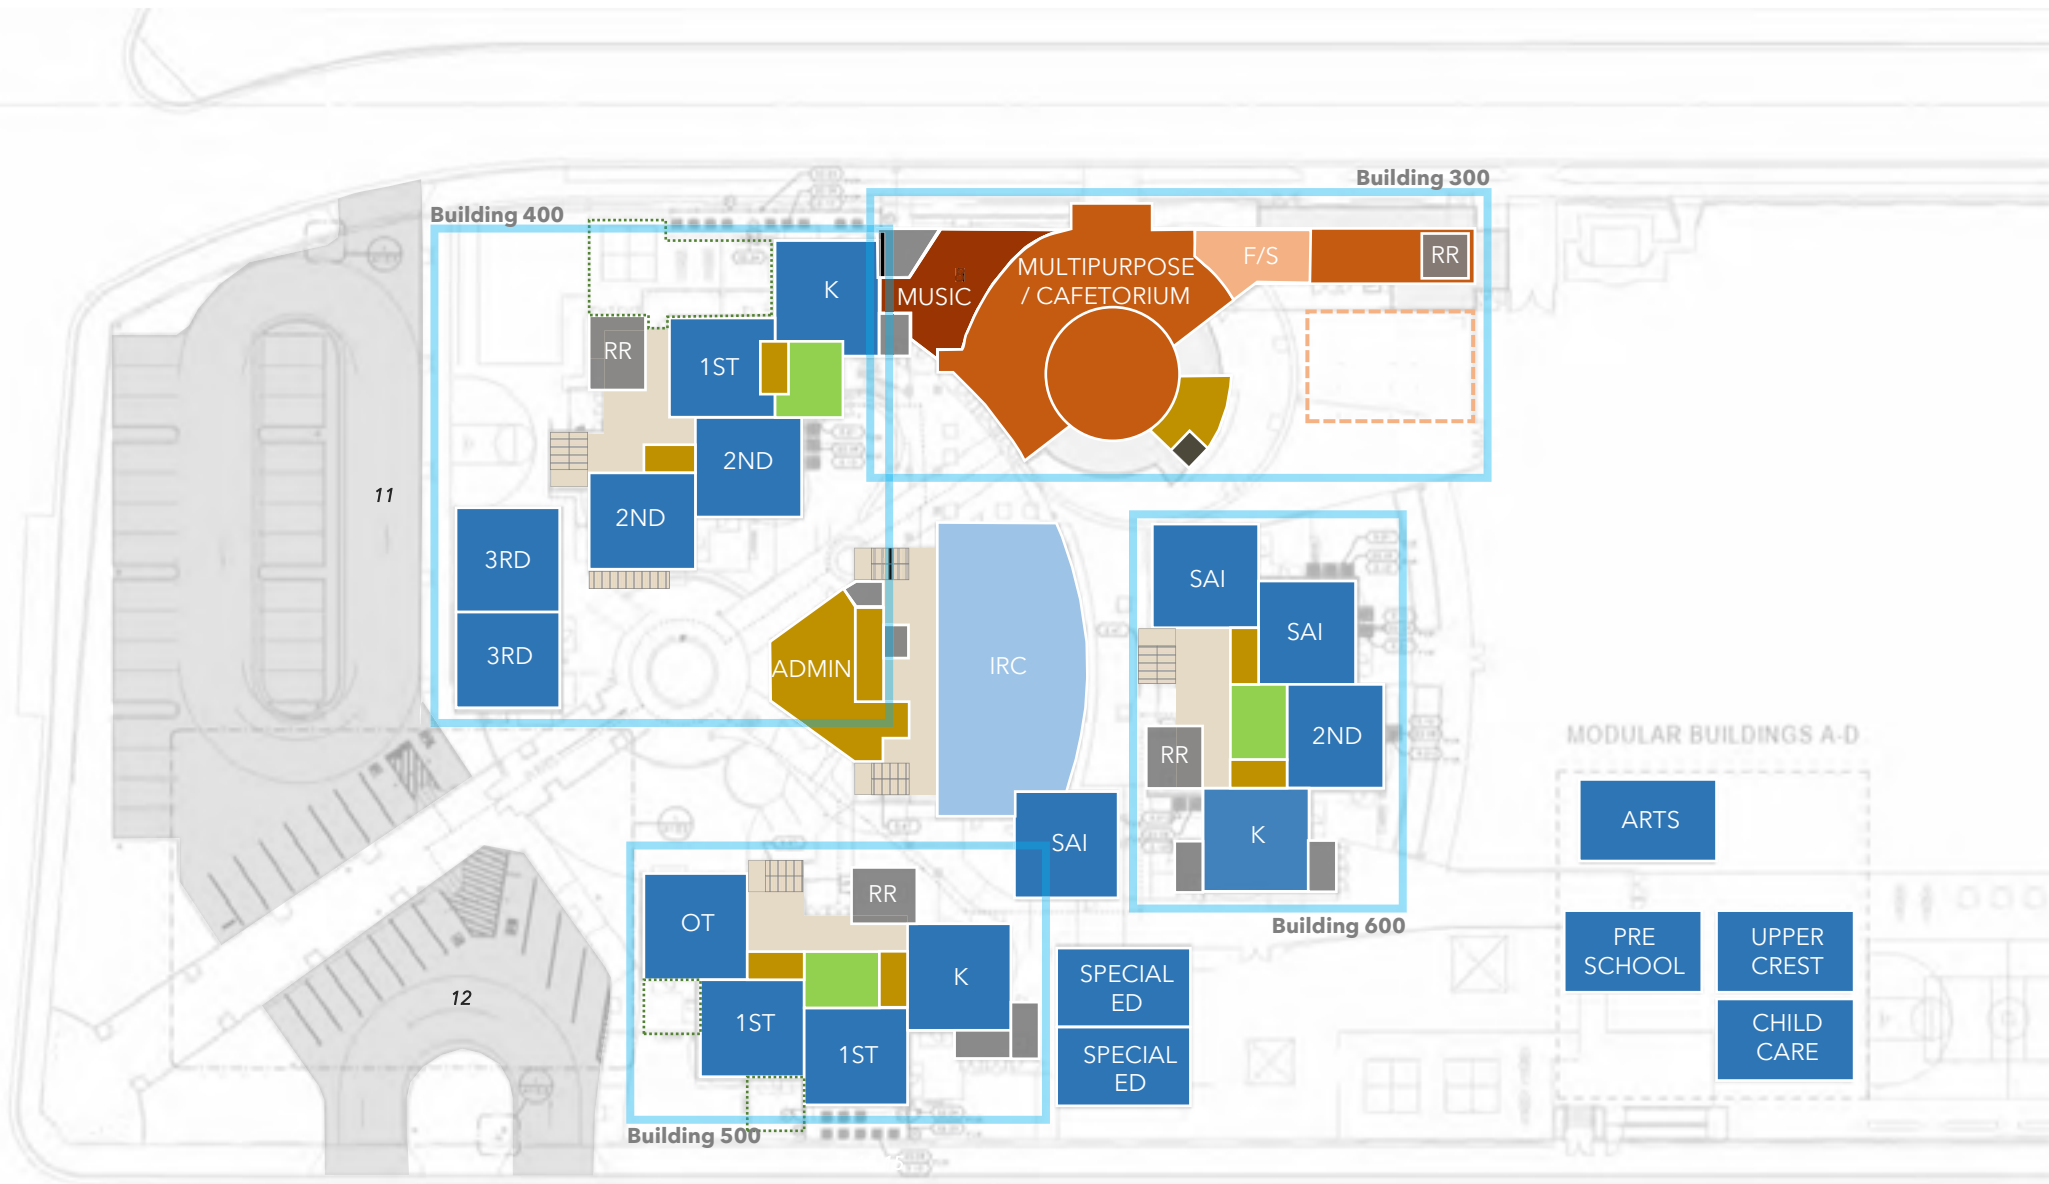 Building 300
Building 400
K
MUSIC
MULTIPURPOSE
/ CAFETORIUM
F/S
RR
RR
1ST
2ND
2ND
11
3RD
3RD
ADMIN
IRC
SAI
SAI
2ND
RR
K
SAI
Building 600
MODULAR BUILDINGS A-D
ARTS
PRE
SCHOOL
UPPER
CREST
CHILD
CARE
OT
RR
K
1ST
1ST
SPECIAL
ED
SPECIAL
ED
12
Building 500